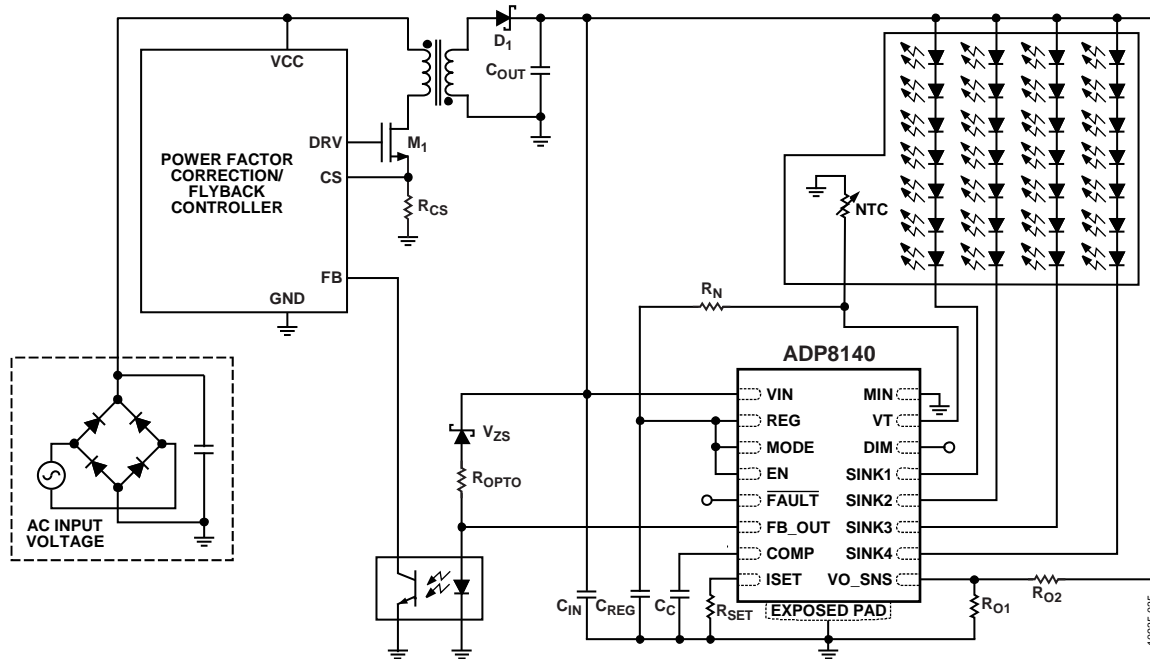 VCC
D1
COUT
DRV
M1
POWER FACTOR
CORRECTION/
FLYBACK
CONTROLLER
CS
RCS
NTC
FB
GND
RN
ADP8140
VIN
MIN
REG
VT
VZS
MODE
DIM
ROPTO
EN
SINK1
FAULT
SINK2
AC INPUT
VOLTAGE
FB_OUT
SINK3
COMP
SINK4
ISET
VO_SNS
RO2
CIN
CREG
CC
RSET
EXPOSED PAD
RO1